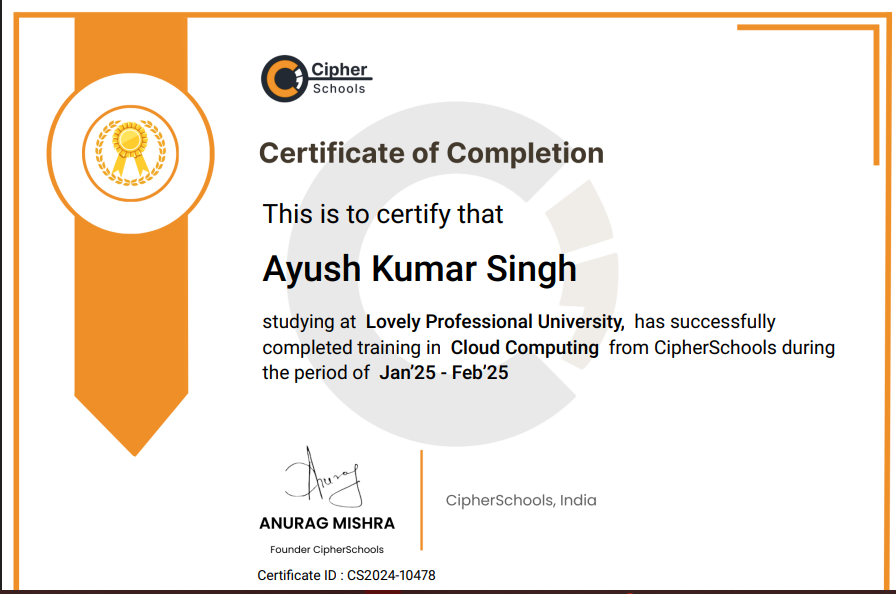 Cipher
Schools
Certificate of Completion
This is to certify that
Ayush Kumar Singh
studying at Lovely Professional University, has successfully
completed training in Cloud Computing from CipherSchools during
the period of Jan’25 - Feb’25
Anurag
ANURAG MISHRA
CipherSchools, India
Founder CipherSchools
Certificate ID : CS2024-10478